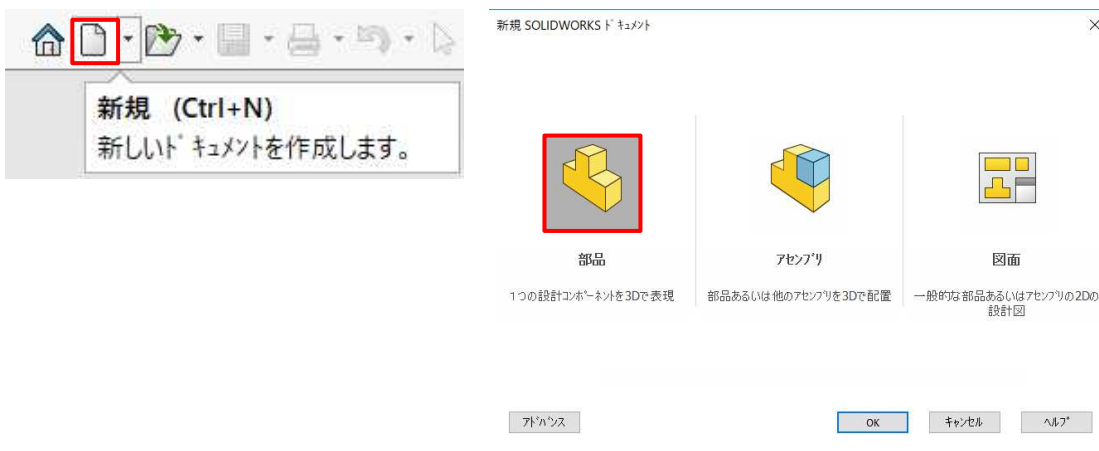 新規 (Ctrl+N)
新しいﾄﾞｷｭﾒﾝﾄを作成します。
新規 SOLIDWORKS ﾄﾞｷｭﾒﾝﾄ
部品
1つの設計ｺﾝﾎﾟｰﾈﾝﾄを3Dで表現
ｱｾﾝﾌﾞﾘ
部品あるいは他のｱｾﾝﾌﾞﾘを3Dで配置
図面
一般的な部品あるいはｱｾﾝﾌﾞﾘの2Dの
設計図
ｱﾄﾞﾊﾞﾝｽ
OK
ｷｬﾝｾﾙ
ﾍﾙﾌﾟ